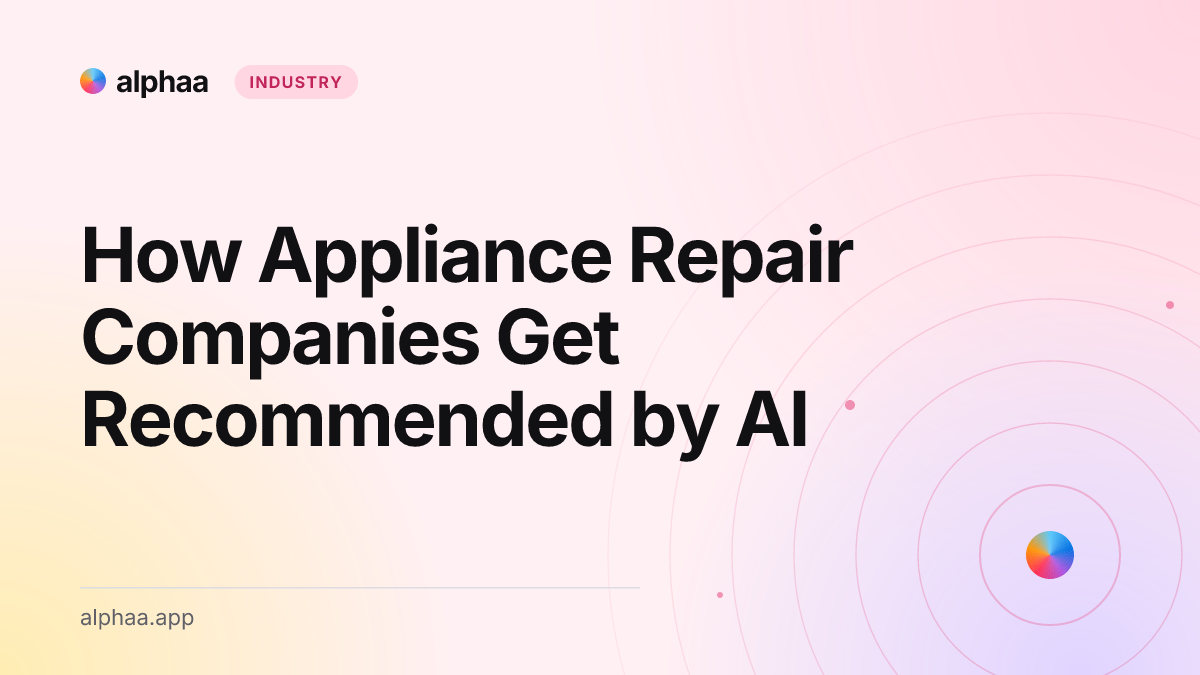 alphaa
INDUSTRY
How Appliance Repair
Companies Get
Recommended by AI
alphaa.app